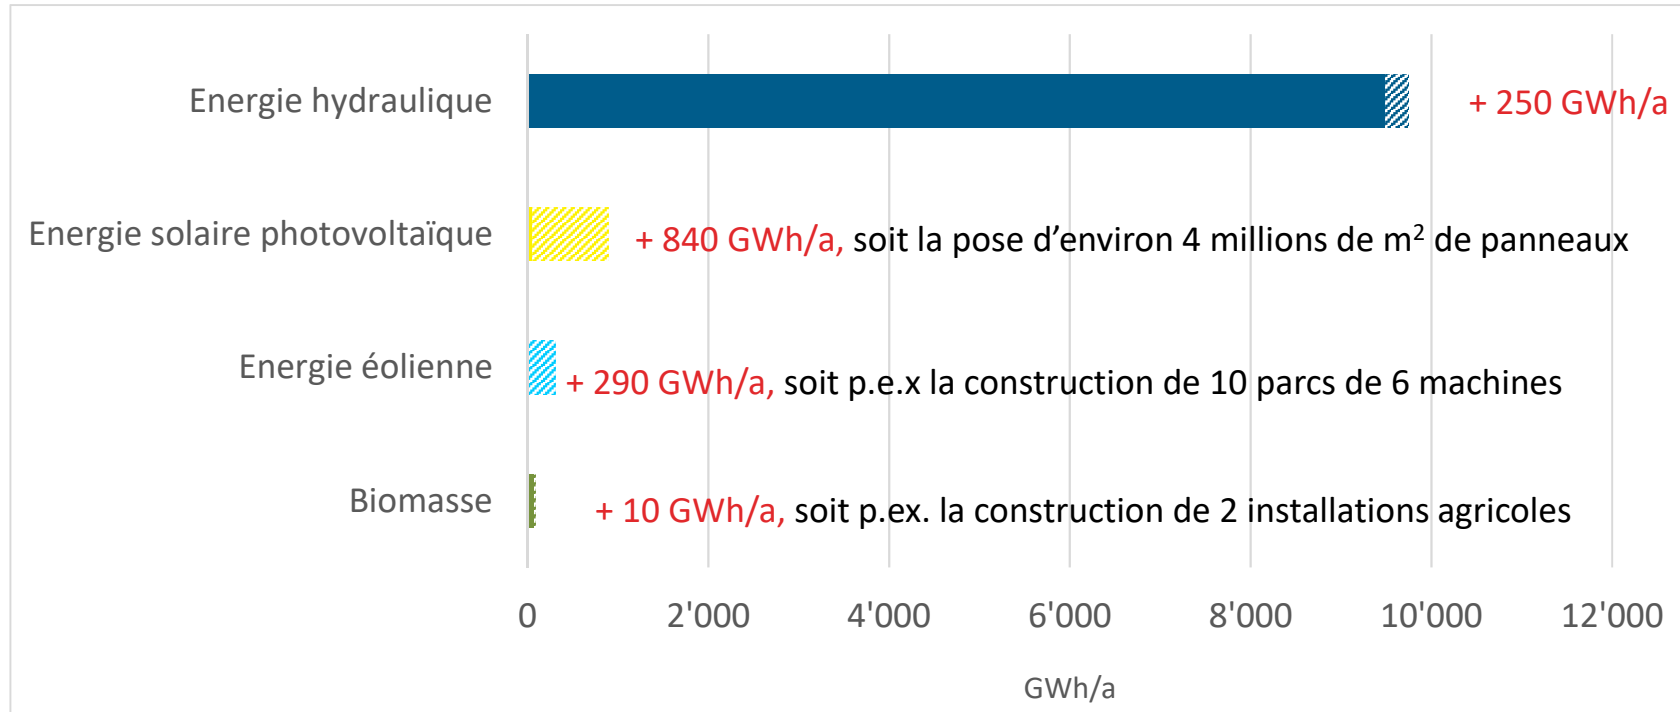 Energie hydraulique
+ 250 GWh/a
Energie solaire photovoltaïque
+ 840 GWh/a, soit la pose d’environ 4 millions de m² de panneaux
Energie éolienne
+ 290 GWh/a, soit p.e.x la construction de 10 parcs de 6 machines
Biomasse
+ 10 GWh/a, soit p.ex. la construction de 2 installations agricoles
0 2'000 4'000 6'000 8'000 10'000 12'000
GWh/a